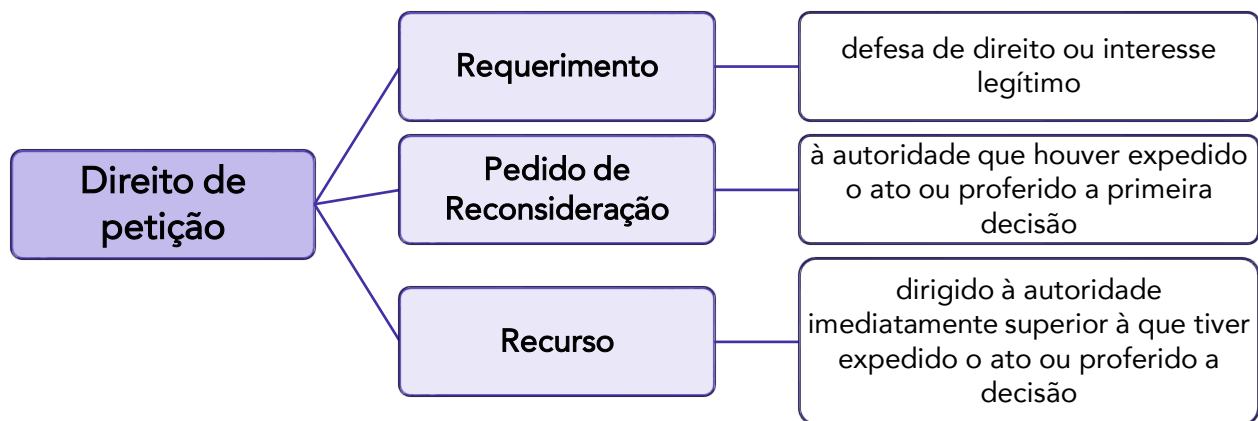 Direito de
petição
Requerimento
defesa de direito ou interesse
legítimo
Pedido de
Reconsideração
à autoridade que houver expedido
o ato ou proferido a primeira
decisão
Recurso
dirigido à autoridade
imediatamente superior à que tiver
expedido o ato ou proferido a
decisão